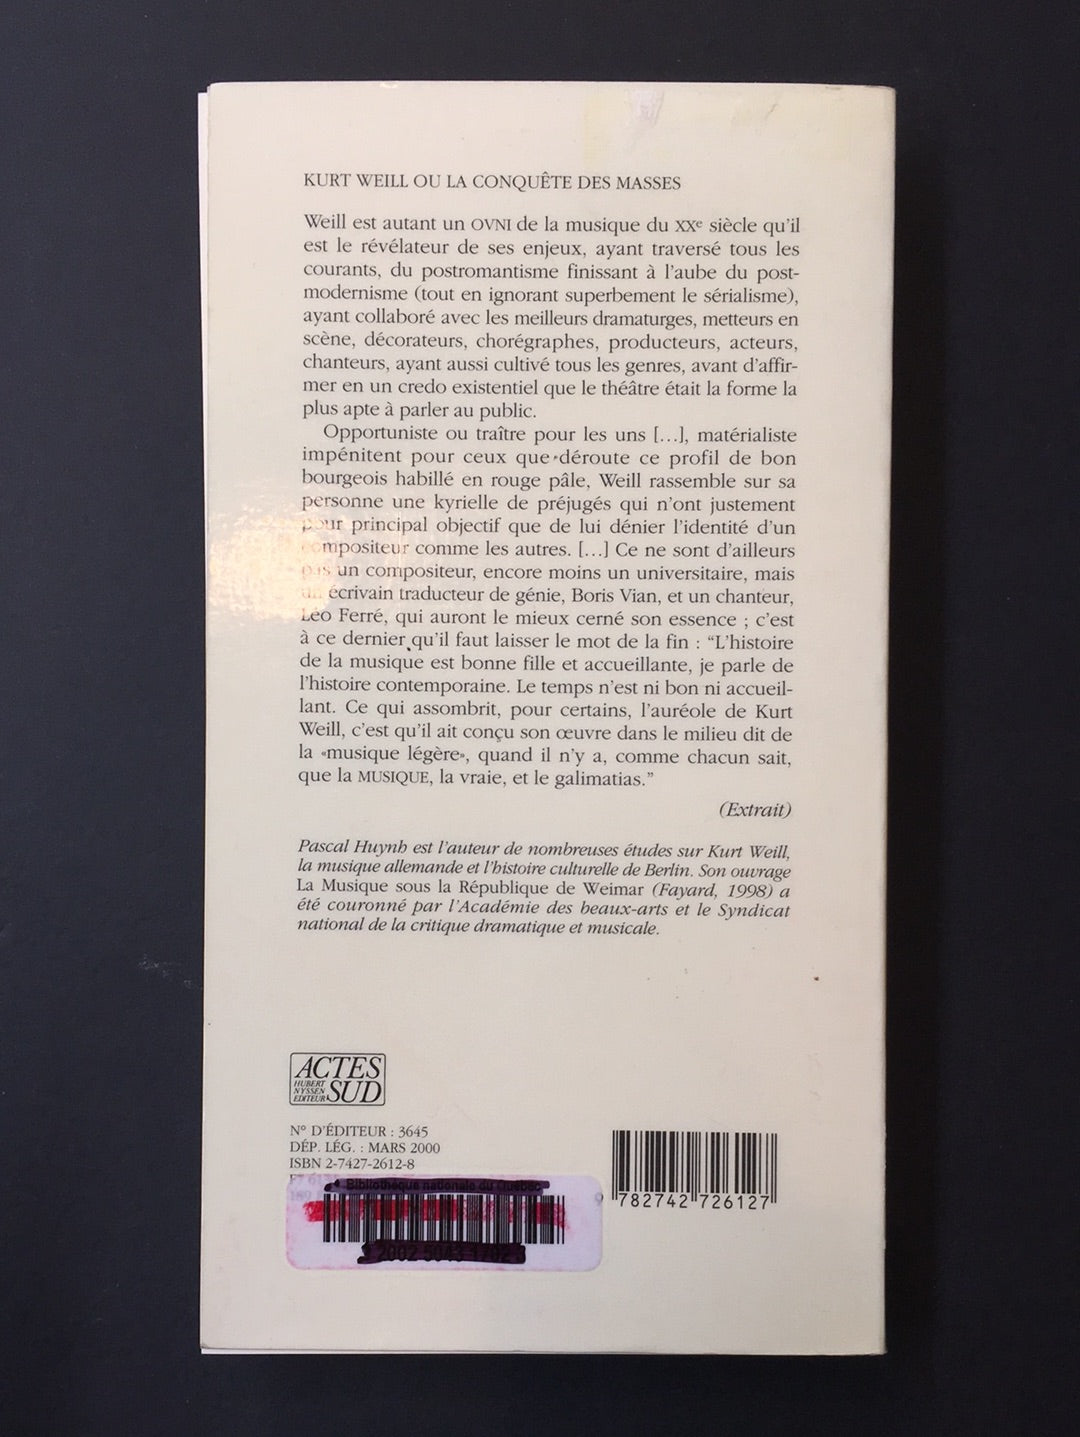 KURT WEILL OU LA CONQUÊTE DES MASSES
Weill est autant un OVNI de la musique du XXe siècle qu'il
est le révélateur de ses enjeux, ayant traversé tous les
courants, du postromantisme finissant à l'aube du post-
modernisme (tout en ignorant superbement le sérialisme),
ayant collaboré avec les meilleurs dramaturges, metteurs en
scène, décorateurs, chorégraphes, producteurs, acteurs,
chanteurs, ayant aussi cultivé tous les genres, avant d'affir-
mer en un credo existentiel que le théâtre était la forme la
plus apte à parler au public.
Opportuniste ou traître pour les uns [...], matérialiste
impénitent pour ceux que déroute ce profil de bon
bourgeois habillé en rouge pâle, Weill rassemble sur sa
personne une kyrielle de préjugés qui n'ont justement
pour principal objectif que de lui dénier l'identité d'un
compositeur comme les autres. [...] Ce ne sont d'ailleurs
pas un compositeur, encore moins un universitaire, mais
un écrivain traducteur de génie, Boris Vian, et un chanteur,
Léo Ferré, qui auront le mieux cerné son essence ; c'est
à ce dernier qu'il faut laisser le mot de la fin : “L'histoire
de la musique est bonne fille et accueillante, je parle de
l'histoire contemporaine. Le temps n'est ni bon ni accueil-
lant. Ce qui assombrit, pour certains, l'auréole de Kurt
Weill, c'est qu'il ait conçu son œuvre dans le milieu dit de
la «musique légère», quand il n'y a, comme chacun sait,
que la MUSIQUE, la vraie, et le galimatias.”
(Extrait)
Pascal Huynh est l'auteur de nombreuses études sur Kurt Weill,
la musique allemande et l'histoire culturelle de Berlin. Son ouvrage
La Musique sous la République de Weimar (Fayard, 1998) a
été couronné par l'Académie des beaux-arts et le Syndicat
national de la critique dramatique et musicale.
ACTES
HUBERT
NYSSEN
EDITEUR
SUD
N° D'ÉDITEUR : 3645
DÉP. LÉG. : MARS 2000
ISBN 2-7427-2612-8
Bibliothèque nationale du Québec
9 782742 726127